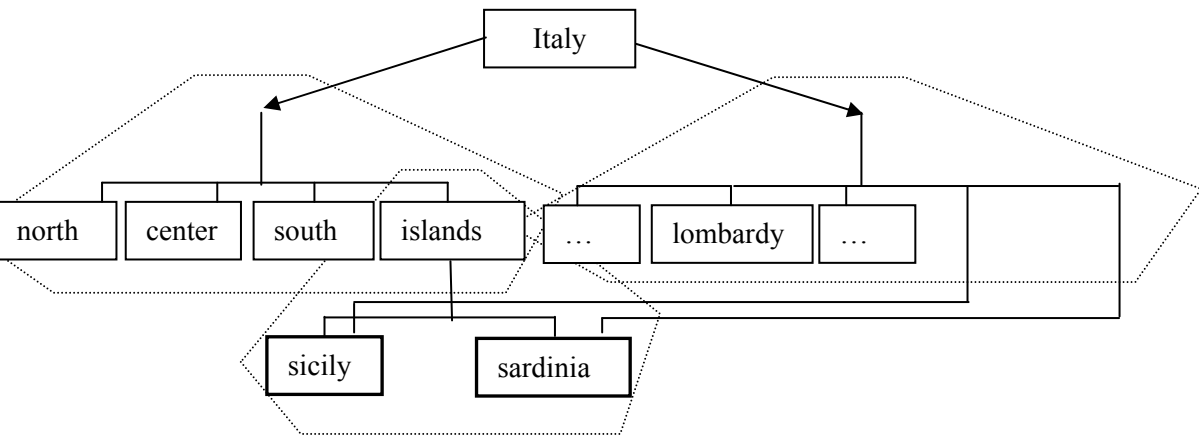 Italy
north center south islands … lombardy …
sicily sardinia